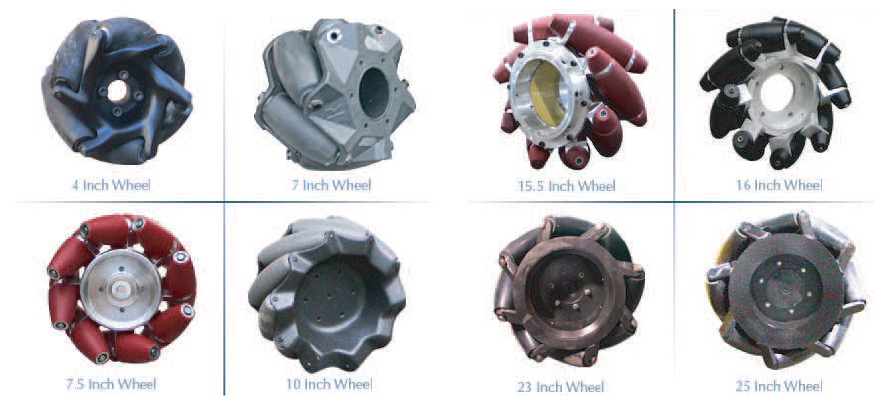 4 Inch Wheel
7 Inch Wheel
15.5 Inch Wheel
16 Inch Wheel
7.5 Inch Wheel
10 Inch Wheel
23 Inch Wheel
25 Inch Wheel